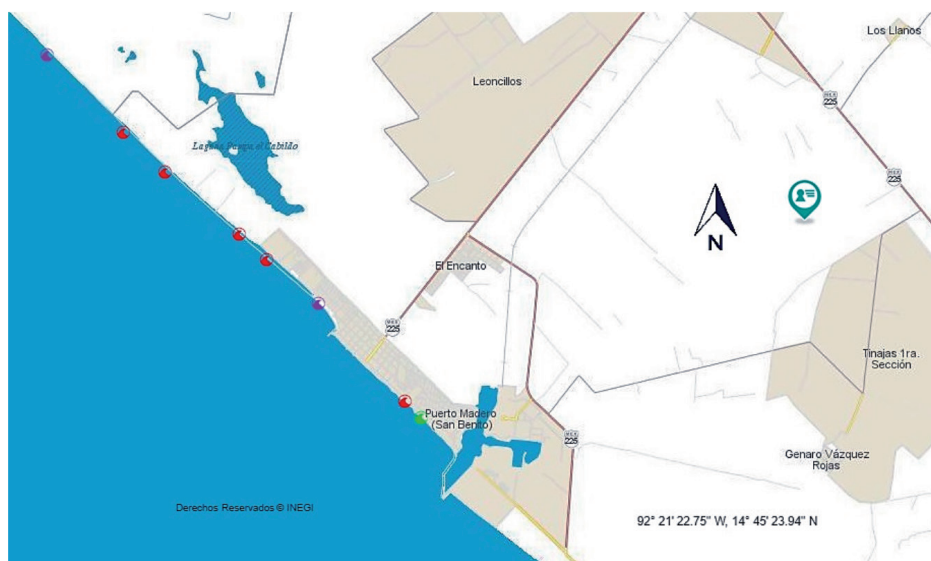 Los Llanos
Leoncillos
225
Laguna Pampa el Cabildo
225
N
El Encanto
225
Tinajas 1ra.
Sección
Puerto Madero
(San Benito)
225
Genaro Vázquez
Rojas
Derechos Reservados © INEGI
92° 21' 22.75" W, 14° 45' 23.94" N